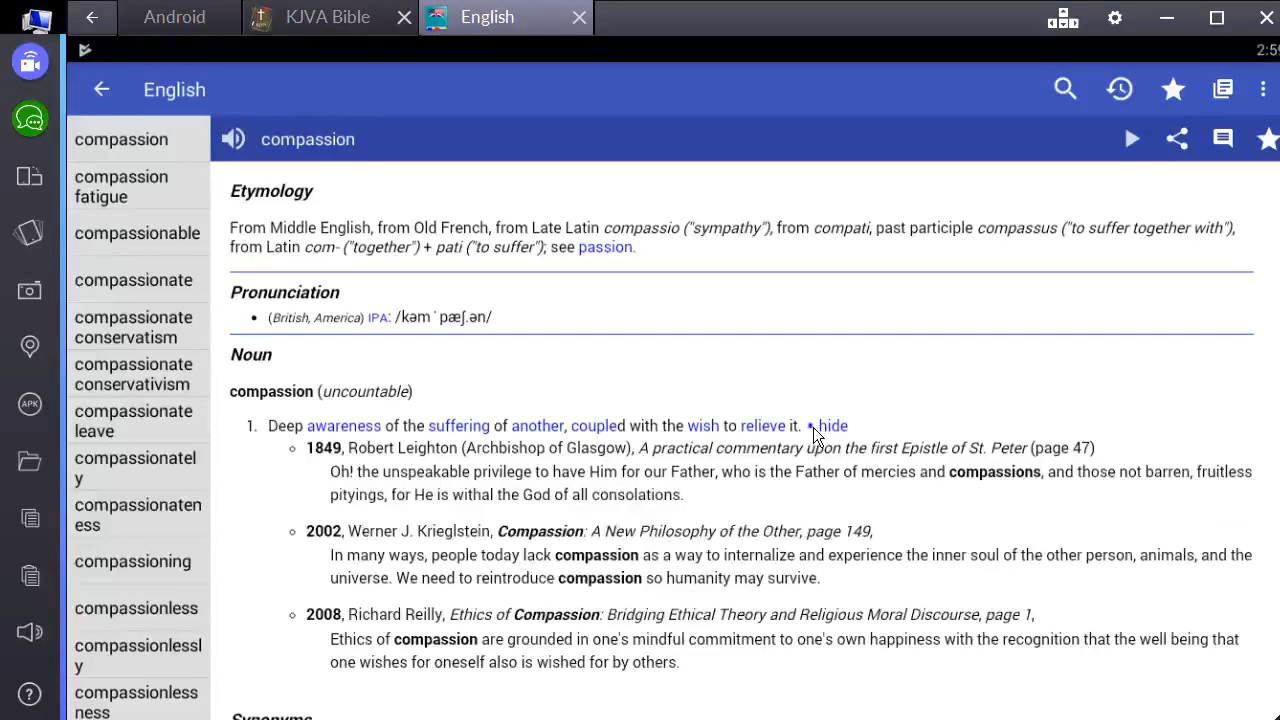 Android
KJVA Bible
English
2:59
English
compassion
compassion
fatigue
compassionable
compassionate
compassionate
conservatism
compassionate
conservativism
compassionate
leave
compassionatel
y
compassionaten
ess
compassioning
compassionless
compassionlessl
y
compassionless
ness
compassion
Etymology
From Middle English, from Old French, from Late Latin compassio ("sympathy"), from compati, past participle compassus ("to suffer together with"),
from Latin com- ("together") + pati ("to suffer"); see passion.
Pronunciation
• (British, America) IPA: /kəmˈpæʃ.ən/
Noun
compassion (uncountable)
1. Deep awareness of the suffering of another, coupled with the wish to relieve it. • hide
1849, Robert Leighton (Archbishop of Glasgow), A practical commentary upon the first Epistle of St. Peter (page 47)
Oh! the unspeakable privilege to have Him for our Father, who is the Father of mercies and compassions, and those not barren, fruitless
pityings, for He is withal the God of all consolations.
2002, Werner J. Krieglstein, Compassion: A New Philosophy of the Other, page 149,
In many ways, people today lack compassion as a way to internalize and experience the inner soul of the other person, animals, and the
universe. We need to reintroduce compassion so humanity may survive.
2008, Richard Reilly, Ethics of Compassion: Bridging Ethical Theory and Religious Moral Discourse, page 1,
Ethics of compassion are grounded in one's mindful commitment to one's own happiness with the recognition that the well being that
one wishes for oneself also is wished for by others.
Synonyms
APK